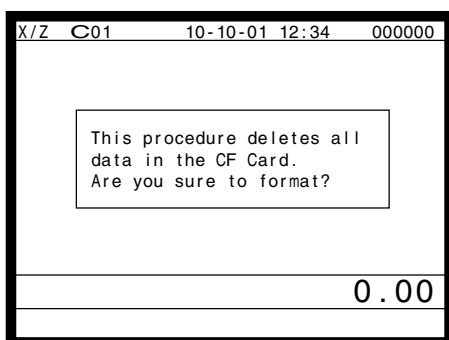 X/Z C01 10-10-01 12:34 000000
This procedure deletes all
data in the CF Card.
Are you sure to format?
0.00